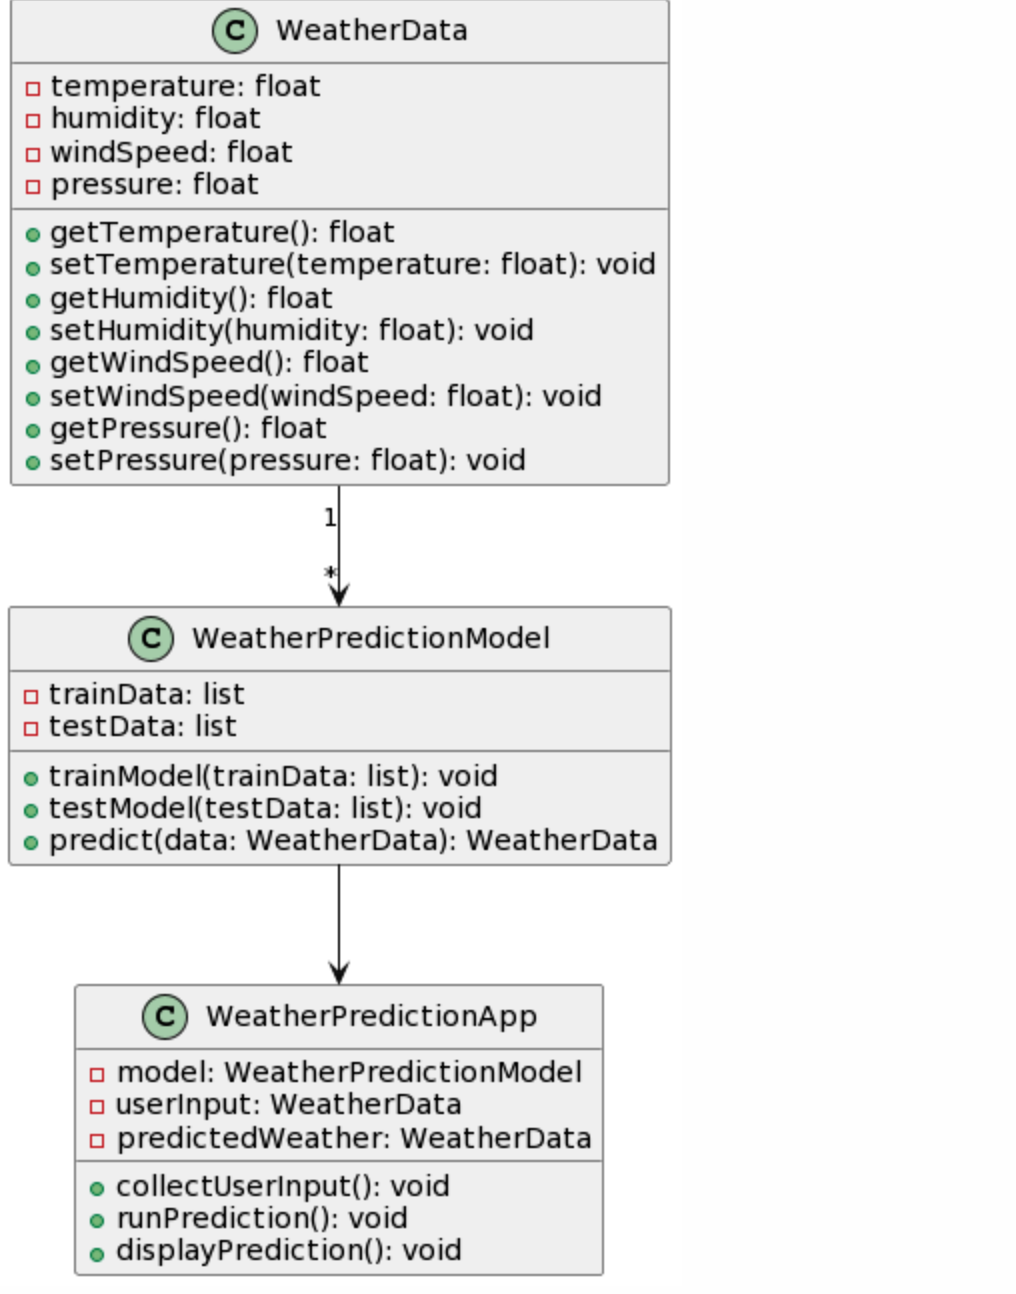 C WeatherData
temperature: float
humidity: float
windSpeed: float
pressure: float
getTemperature(): float
setTemperature(temperature: float): void
getHumidity(): float
setHumidity(humidity: float): void
getWindSpeed(): float
setWindSpeed(windSpeed: float): void
getPressure(): float
setPressure(pressure: float): void
1
*
C WeatherPredictionModel
trainData: list
testData: list
trainModel(trainData: list): void
testModel(testData: list): void
predict(data: WeatherData): WeatherData
C WeatherPredictionApp
model: WeatherPredictionModel
userInput: WeatherData
predictedWeather: WeatherData
collectUserInput(): void
runPrediction(): void
displayPrediction(): void